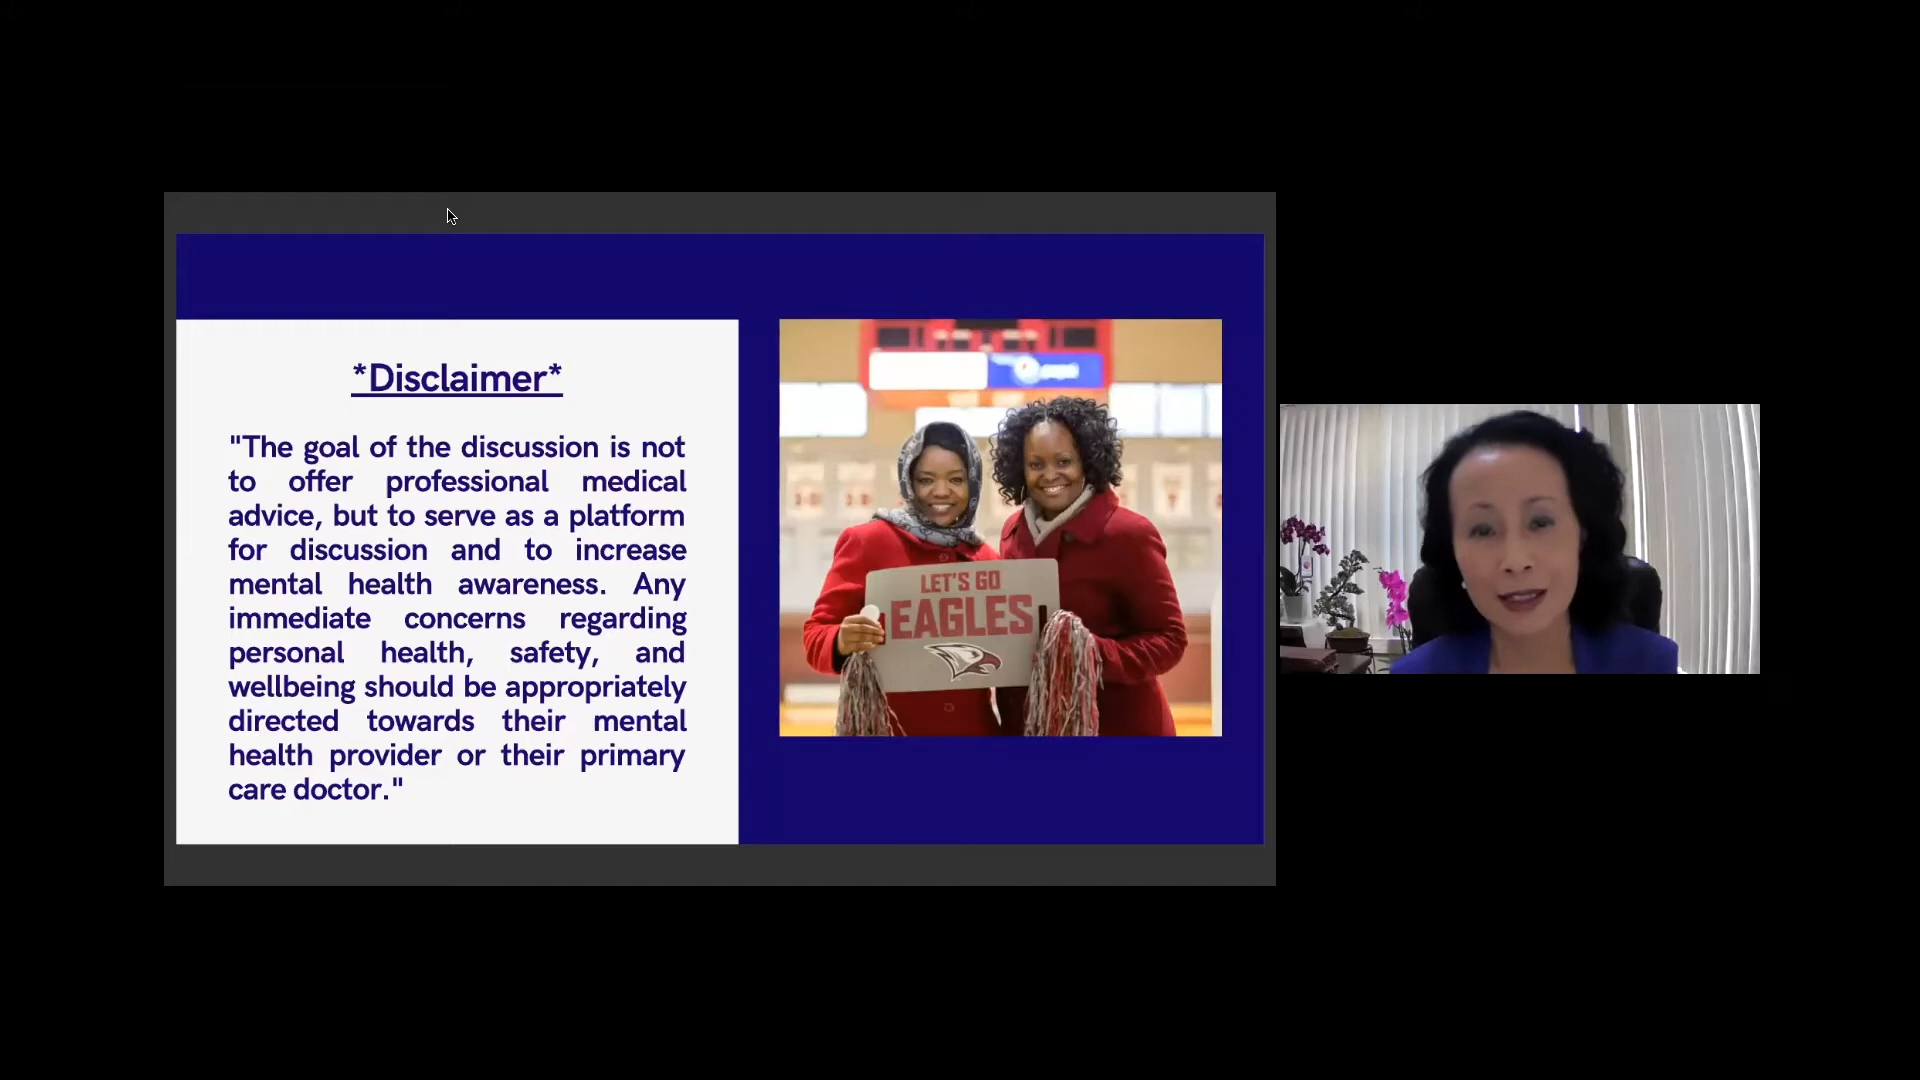 *Disclaimer*
"The goal of the discussion is not
to offer professional medical
advice, but to serve as a platform
for discussion and to increase
mental health awareness. Any
immediate concerns regarding
personal health, safety, and
wellbeing should be appropriately
directed towards their mental
health provider or their primary
care doctor."
LET'S GO
EAGLES